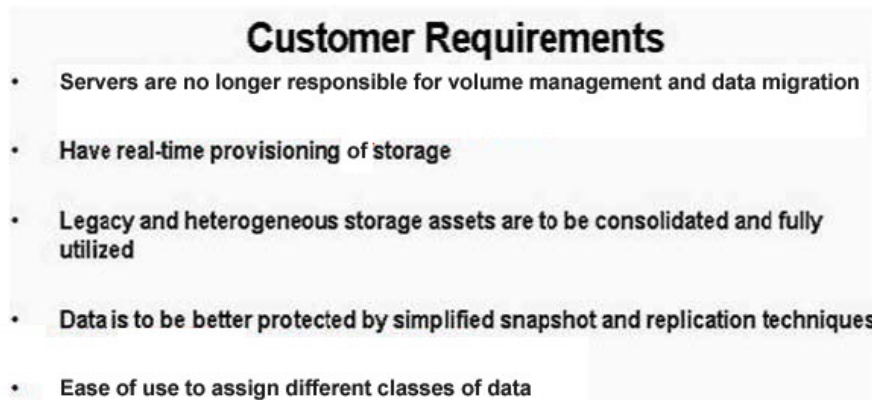 Customer Requirements
• Servers are no longer responsible for volume management and data migration
• Have real-time provisioning of storage
• Legacy and heterogeneous storage assets are to be consolidated and fully
utilized
• Data is to be better protected by simplified snapshot and replication techniques
• Ease of use to assign different classes of data